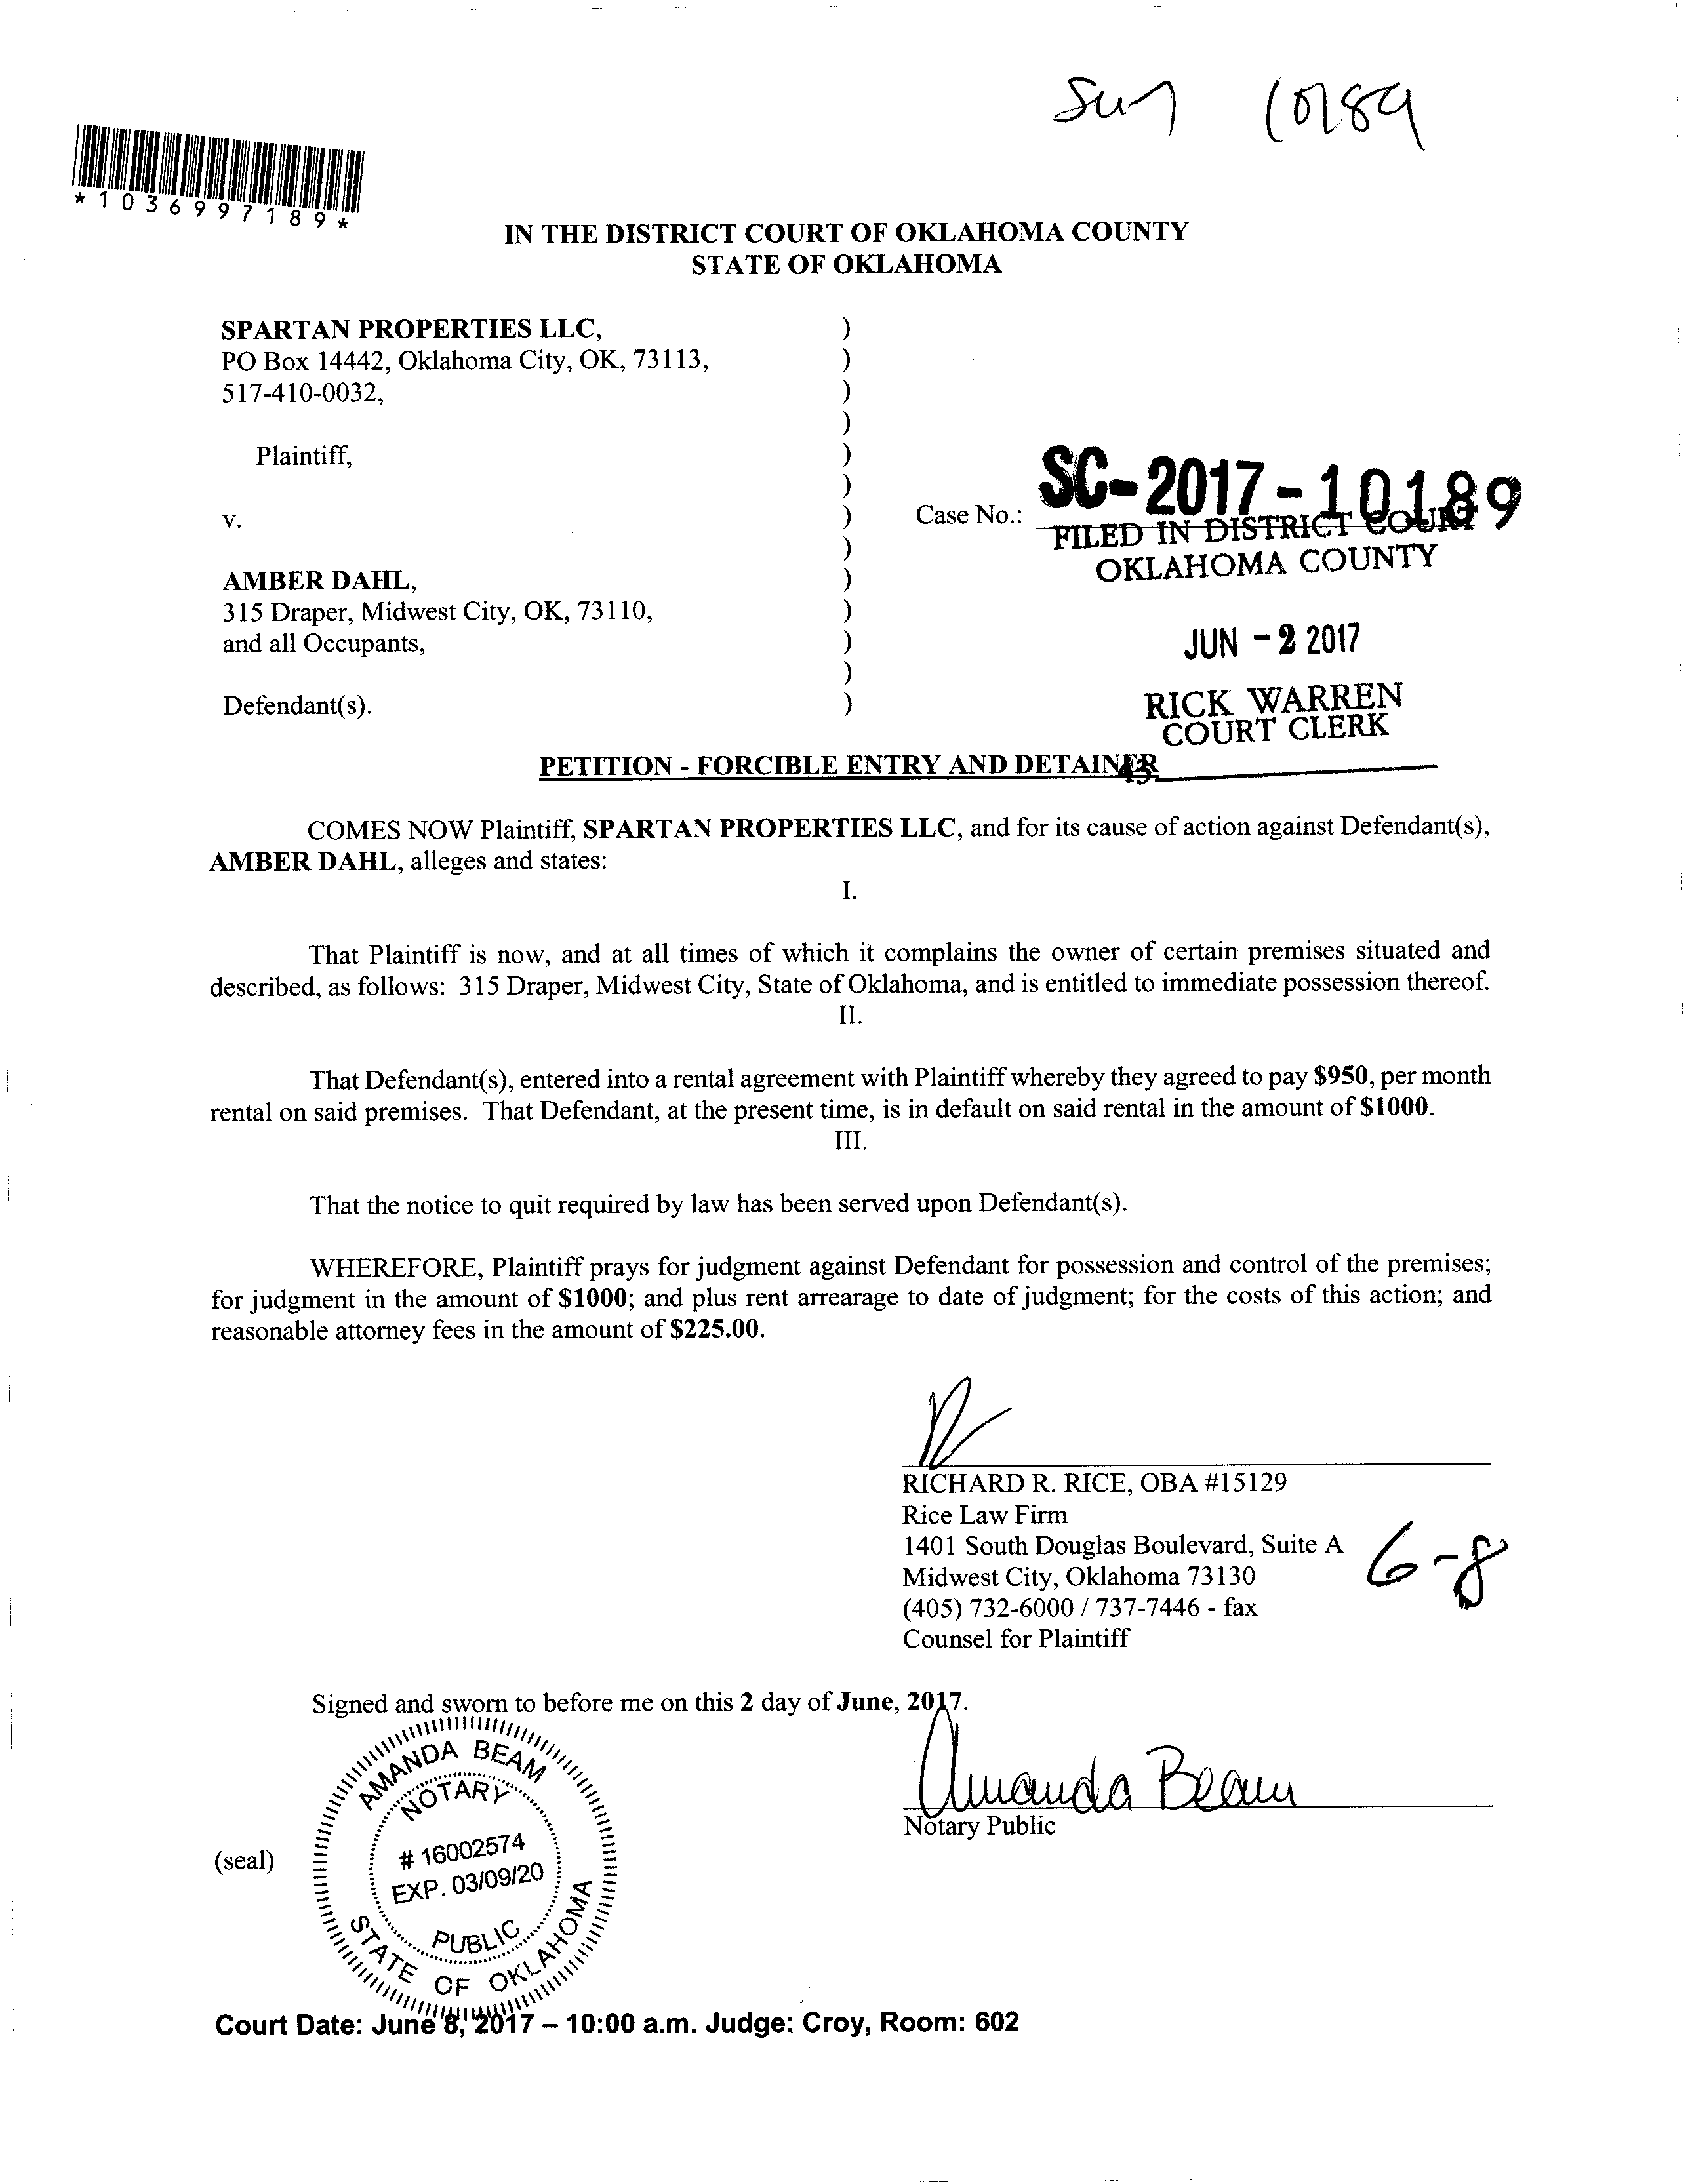 10189
*1036997189*
IN THE DISTRICT COURT OF OKLAHOMA COUNTY
STATE OF OKLAHOMA
SPARTAN PROPERTIES LLC, )
PO Box 14442, Oklahoma City, OK, 73113, )
517-410-0032, )
)
Plaintiff, )
)
v. ) Case No.: SC-2017-10189
) FILED IN DISTRICT COURT
OKLAHOMA COUNTY
AMBER DAHL, )
315 Draper, Midwest City, OK, 73110, )
and all Occupants, ) JUN - 2 2017
)
Defendant(s). ) RICK WARREN
COURT CLERK
PETITION - FORCIBLE ENTRY AND DETAINER
COMES NOW Plaintiff, SPARTAN PROPERTIES LLC, and for its cause of action against Defendant(s),
AMBER DAHL, alleges and states:
I.
That Plaintiff is now, and at all times of which it complains the owner of certain premises situated and
described, as follows: 315 Draper, Midwest City, State of Oklahoma, and is entitled to immediate possession thereof.
II.
That Defendant(s), entered into a rental agreement with Plaintiff whereby they agreed to pay $950, per month
rental on said premises. That Defendant, at the present time, is in default on said rental in the amount of $1000.
III.
That the notice to quit required by law has been served upon Defendant(s).
WHEREFORE, Plaintiff prays for judgment against Defendant for possession and control of the premises;
for judgment in the amount of $1000; and plus rent arrearage to date of judgment; for the costs of this action; and
reasonable attorney fees in the amount of $225.00.
RICHARD R. RICE, OBA #15129
Rice Law Firm
1401 South Douglas Boulevard, Suite A
Midwest City, Oklahoma 73130
(405) 732-6000 / 737-7446 - fax
Counsel for Plaintiff
6-8
Signed and sworn to before me on this 2 day of June, 2017.
Amanda Beam
Notary Public
(seal)
AMANDA BEAM
NOTARY
# 16002574
EXP. 03/09/20
PUBLIC
STATE OF OKLAHOMA
Court Date: June 8, 2017 – 10:00 a.m. Judge: Croy, Room: 602